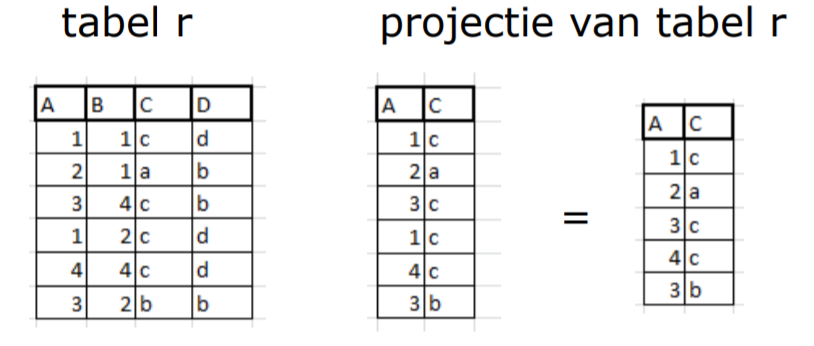 tabel r
projectie van tabel r
A B C D
1 1 c d
2 1 a b
3 4 c b
1 2 c d
4 4 c d
3 2 b b
A C
1 c
2 a
3 c
1 c
4 c
3 b
=
A C
1 c
2 a
3 c
4 c
3 b